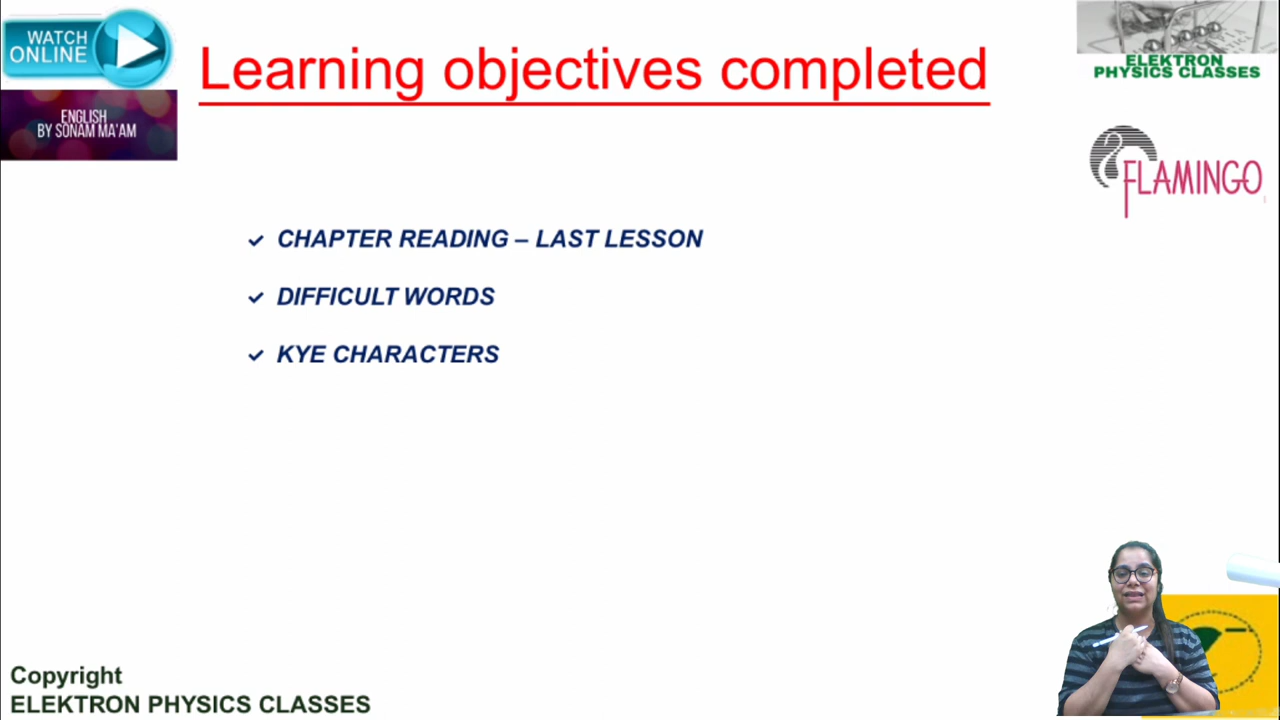 WATCH
ONLINE
ENGLISH
BY SONAM MA'AM
Learning objectives completed
ELEKTRON
PHYSICS CLASSES
FLAMINGO
✓ CHAPTER READING – LAST LESSON
✓ DIFFICULT WORDS
✓ KYE CHARACTERS
Copyright
ELEKTRON PHYSICS CLASSES